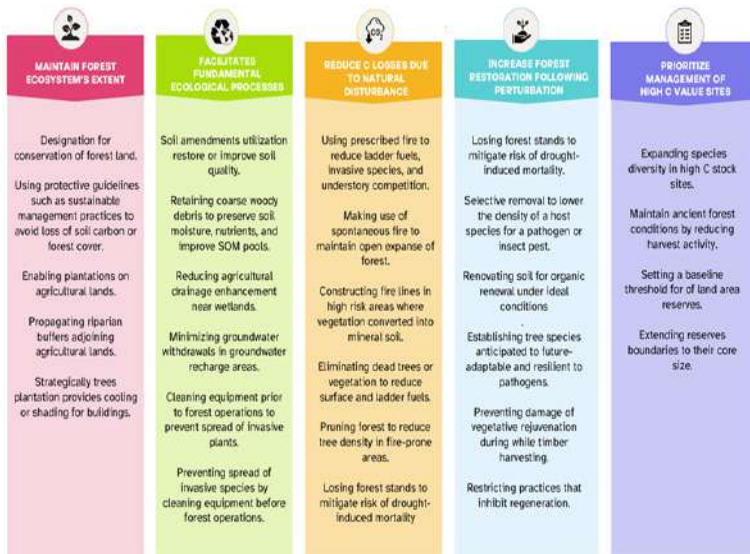 MAINTAIN FOREST
ECOSYSTEM'S EXTENT
Designation for
conservation of forest land.
Using protective guidelines
such as sustainable
management practices to
avoid loss of soil carbon or
forest cover.
Enabling plantations on
agricultural lands.
Propagating riparian
buffers adjoining
agricultural lands.
Strategically trees
plantation provides cooling
or shading for buildings.
FACILITATES
FUNDAMENTAL
ECOLOGICAL PROCESSES
Soil amendments utilization
restore or improve soil
quality.
Retaining coarse woody
debris to preserve soil
moisture, nutrients, and
improve SOM pools.
Reducing agricultural
drainage enhancement
near wetlands.
Minimizing groundwater
withdrawals in groundwater
recharge areas.
Cleaning equipment prior
to forest operations to
prevent spread of invasive
plants.
Preventing spread of
invasive species by
cleaning equipment before
forest operations.
CO2
REDUCE C LOSSES DUE
TO NATURAL
DISTURBANCE
Using prescribed fire to
reduce ladder fuels,
invasive species, and
understory competition.
Making use of
spontaneous fire to
maintain open expanse of
forest.
Constructing fire lines in
high risk areas where
vegetation converted into
mineral soil.
Eliminating dead trees or
vegetation to reduce
surface and ladder fuels.
Pruning forest to reduce
tree density in fire-prone
areas.
Losing forest stands to
mitigate risk of drought-
induced mortality
INCREASE FOREST
RESTORATION FOLLOWING
PERTURBATION
Losing forest stands to
mitigate risk of drought-
induced mortality.
Selective removal to lower
the density of a host
species for a pathogen or
insect pest.
Renovating soil for organic
renewal under ideal
conditions
Establishing tree species
anticipated to future-
adaptable and resilient to
pathogens.
Preventing damage of
vegetative rejuvenation
during while timber
harvesting.
Restricting practices that
inhibit regeneration.
PRIORITIZE
MANAGEMENT OF
HIGH C VALUE SITES
Expanding species
diversity in high C stock
sites.
Maintain ancient forest
conditions by reducing
harvest activity.
Setting a baseline
threshold for of land area
reserves.
Extending reserves
boundaries to their core
size.